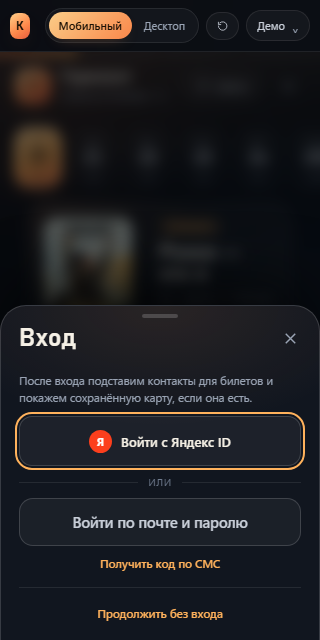 К
Мобильный
Десктоп
Демо
Вход
После входа подставим контакты для билетов и
покажем сохранённую карту, если она есть.
Я Войти с Яндекс ID
ИЛИ
Войти по почте и паролю
Получить код по СМС
Продолжить без входа